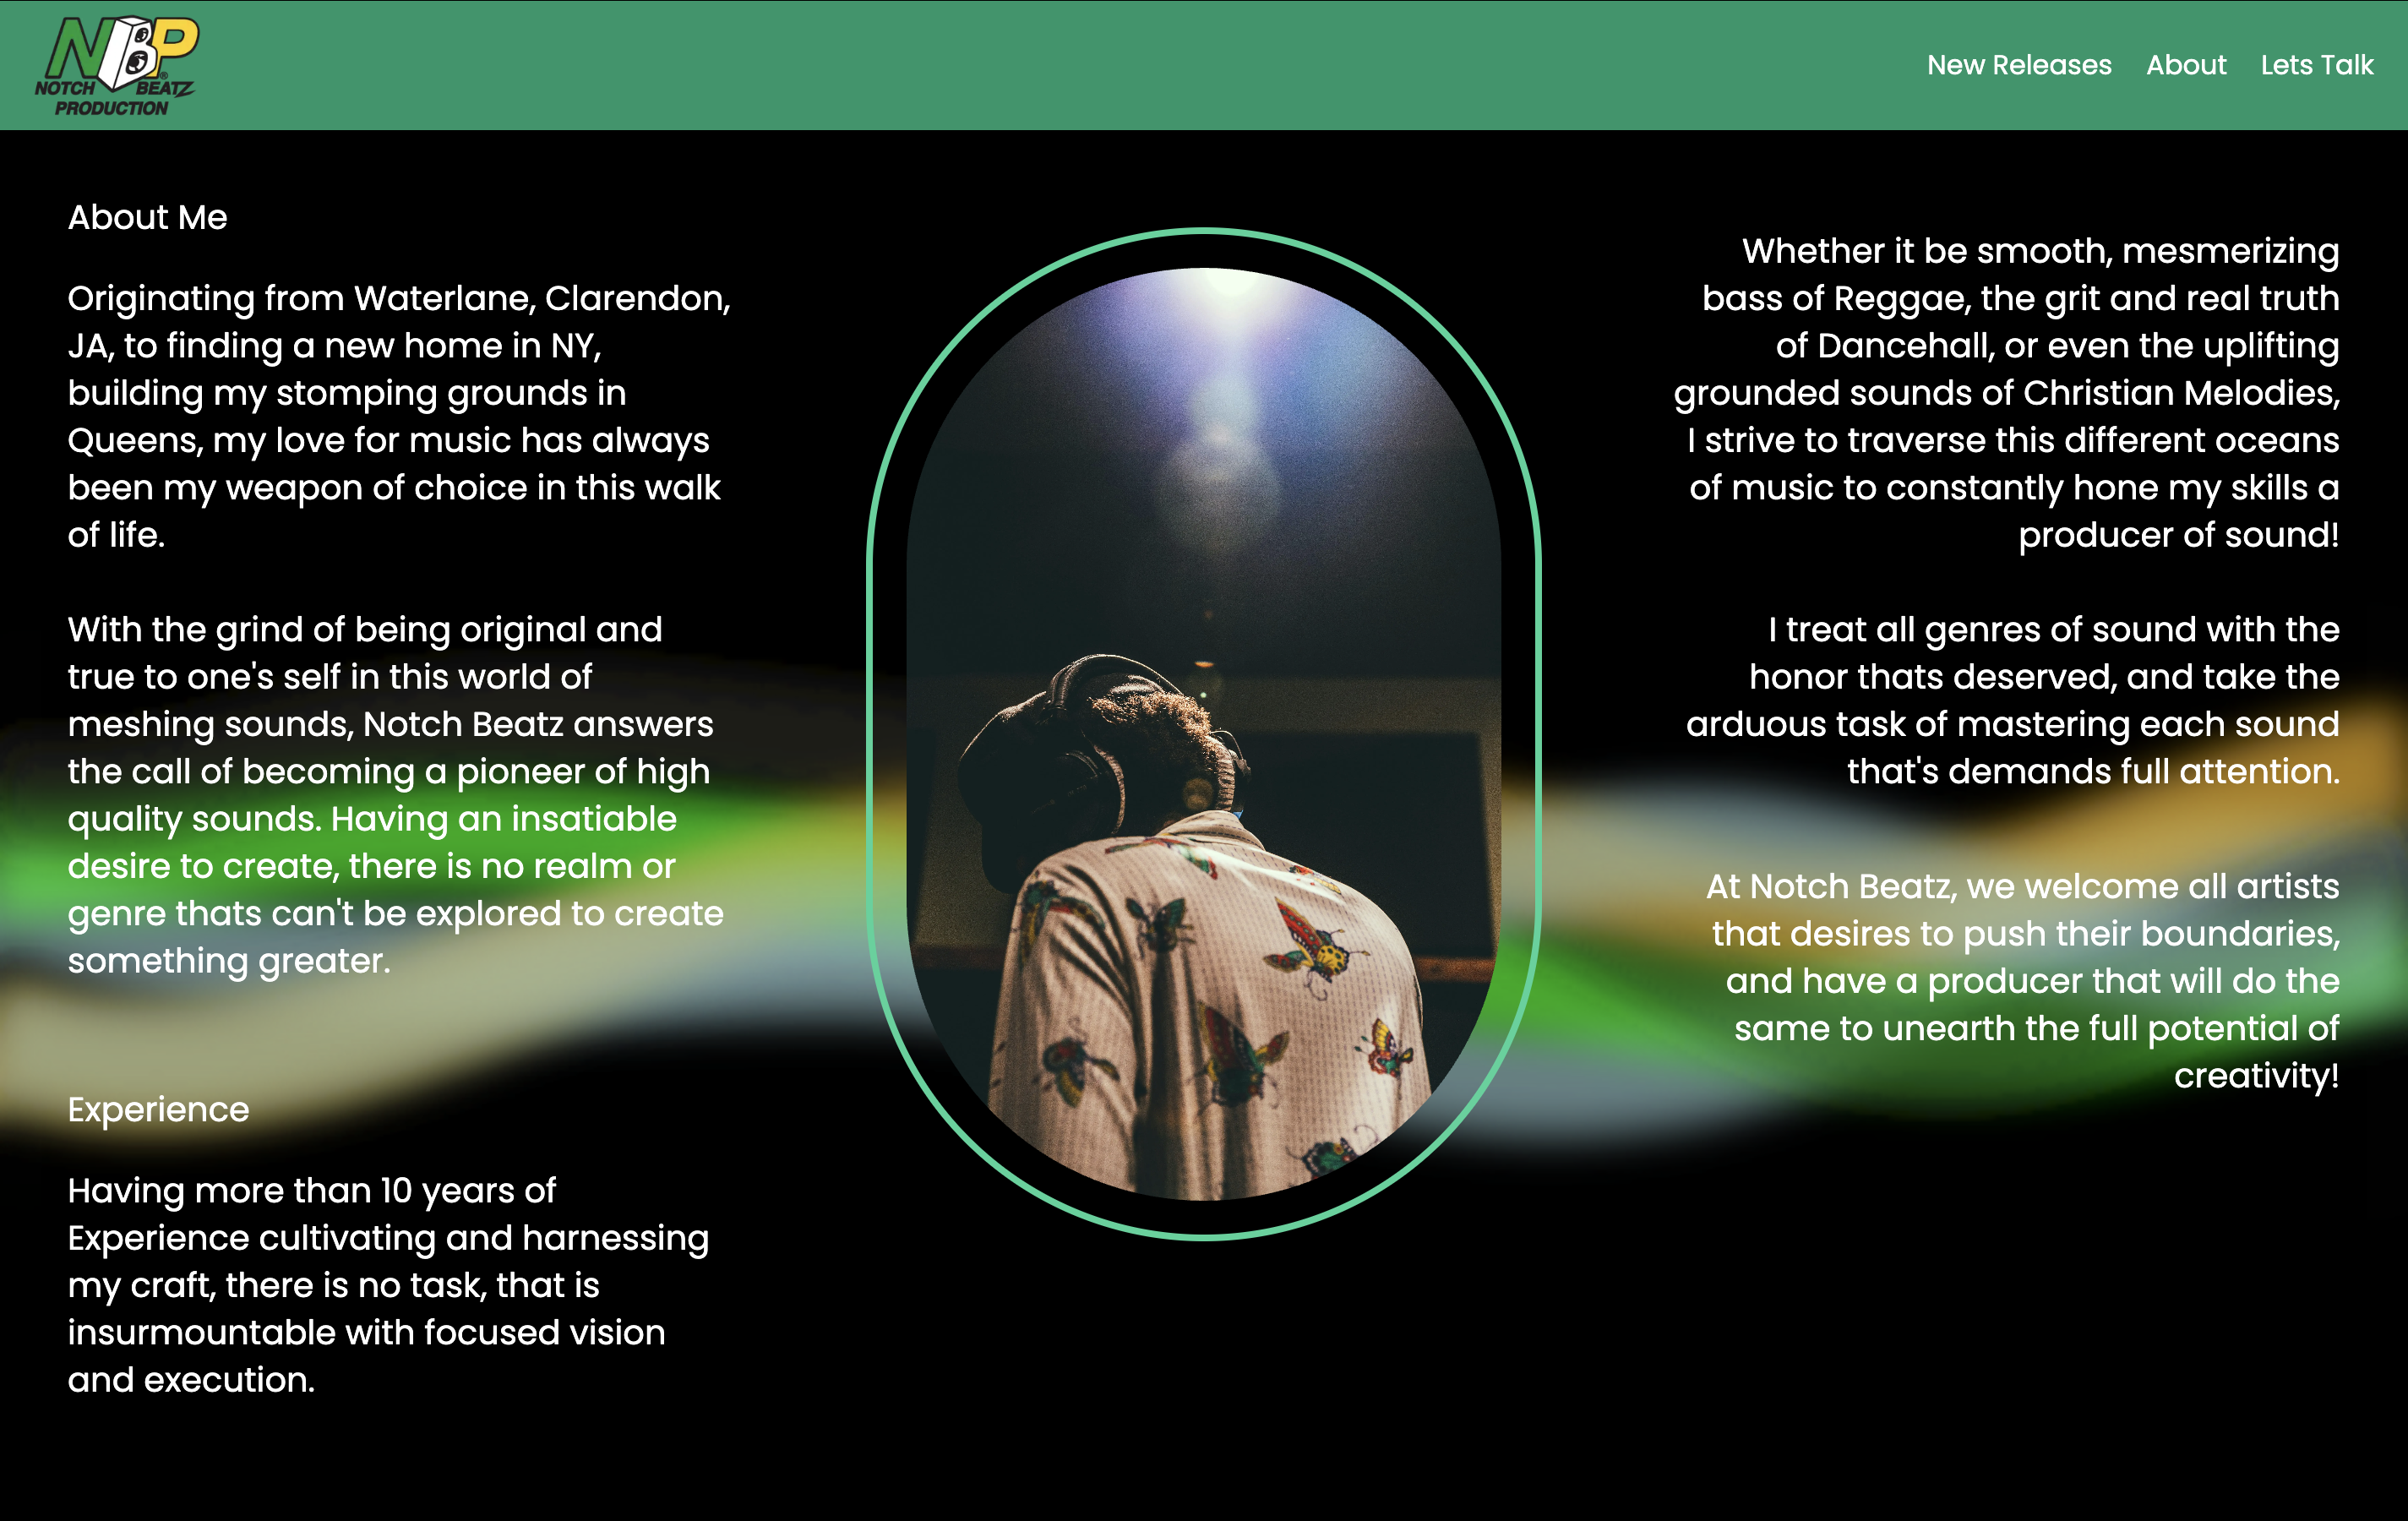 NBP®
NOTCH BEATZ
PRODUCTION
New Releases About Lets Talk
About Me
Originating from Waterlane, Clarendon,
JA, to finding a new home in NY,
building my stomping grounds in
Queens, my love for music has always
been my weapon of choice in this walk
of life.
With the grind of being original and
true to one's self in this world of
meshing sounds, Notch Beatz answers
the call of becoming a pioneer of high
quality sounds. Having an insatiable
desire to create, there is no realm or
genre thats can't be explored to create
something greater.
Experience
Having more than 10 years of
Experience cultivating and harnessing
my craft, there is no task, that is
insurmountable with focused vision
and execution.
Whether it be smooth, mesmerizing
bass of Reggae, the grit and real truth
of Dancehall, or even the uplifting
grounded sounds of Christian Melodies,
I strive to traverse this different oceans
of music to constantly hone my skills a
producer of sound!
I treat all genres of sound with the
honor thats deserved, and take the
arduous task of mastering each sound
that's demands full attention.
At Notch Beatz, we welcome all artists
that desires to push their boundaries,
and have a producer that will do the
same to unearth the full potential of
creativity!